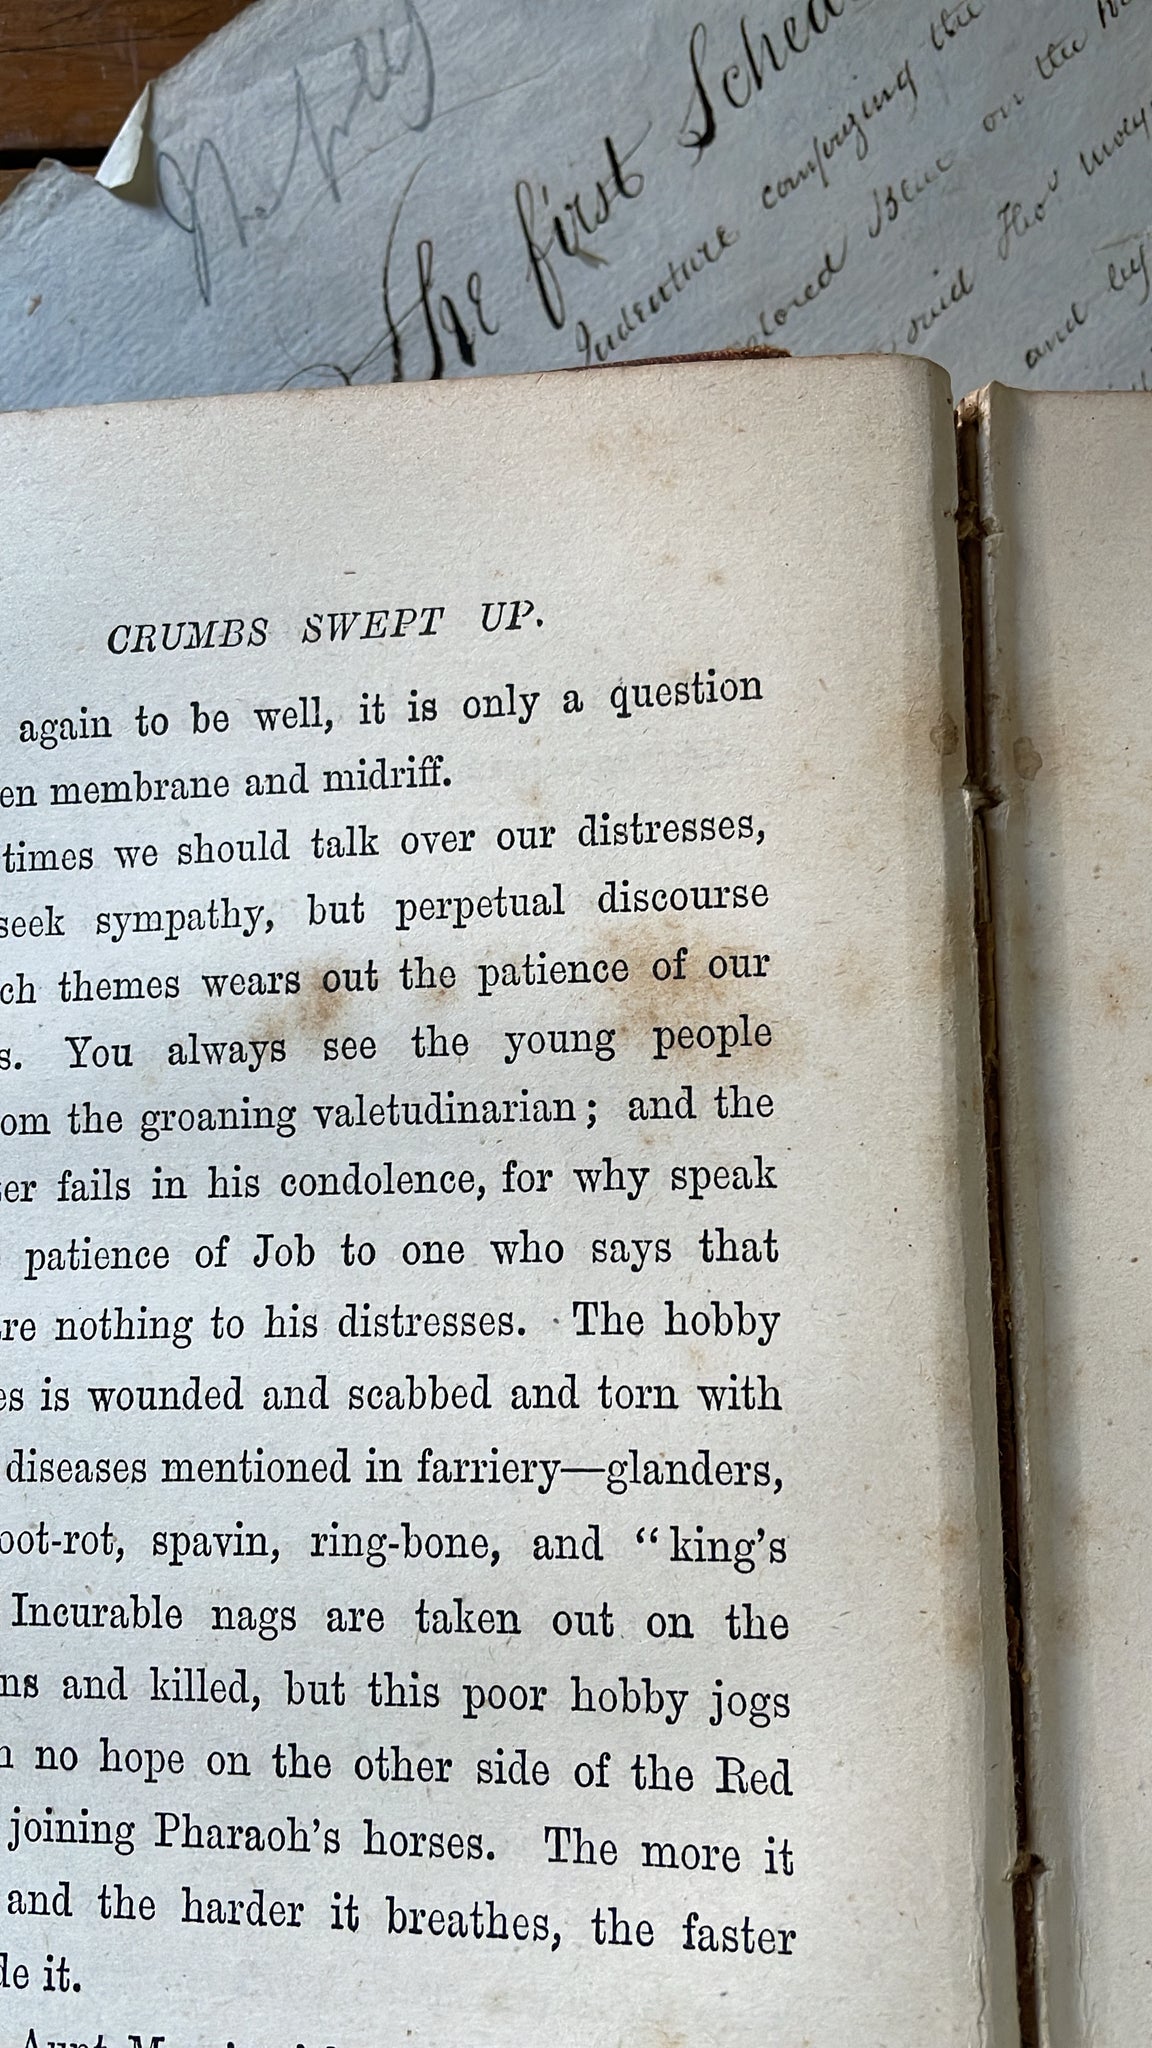 The first Sched
Indenture comprizing the
colored Blue on the
said Thos
and
CRUMBS SWEPT UP.
again to be well, it is only a question
en membrane and midriff.
times we should talk over our distresses,
seek sympathy, but perpetual discourse
ch themes wears out the patience of our
s. You always see the young people
om the groaning valetudinarian; and the
er fails in his condolence, for why speak
patience of Job to one who says that
re nothing to his distresses. The hobby
es is wounded and scabbed and torn with
diseases mentioned in farriery—glanders,
oot-rot, spavin, ring-bone, and “king’s
Incurable nags are taken out on the
ns and killed, but this poor hobby jogs
no hope on the other side of the Red
joining Pharaoh’s horses. The more it
and the harder it breathes, the faster
de it.
Aunt